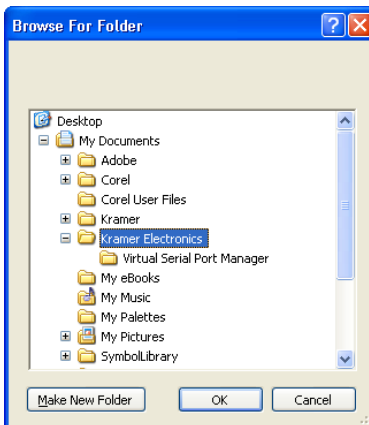 Browse For Folder
Desktop
My Documents
Adobe
Corel
Corel User Files
Kramer
Kramer Electronics
Virtual Serial Port Manager
My eBooks
My Music
My Palettes
My Pictures
SymbolLibrary
Make New Folder OK Cancel